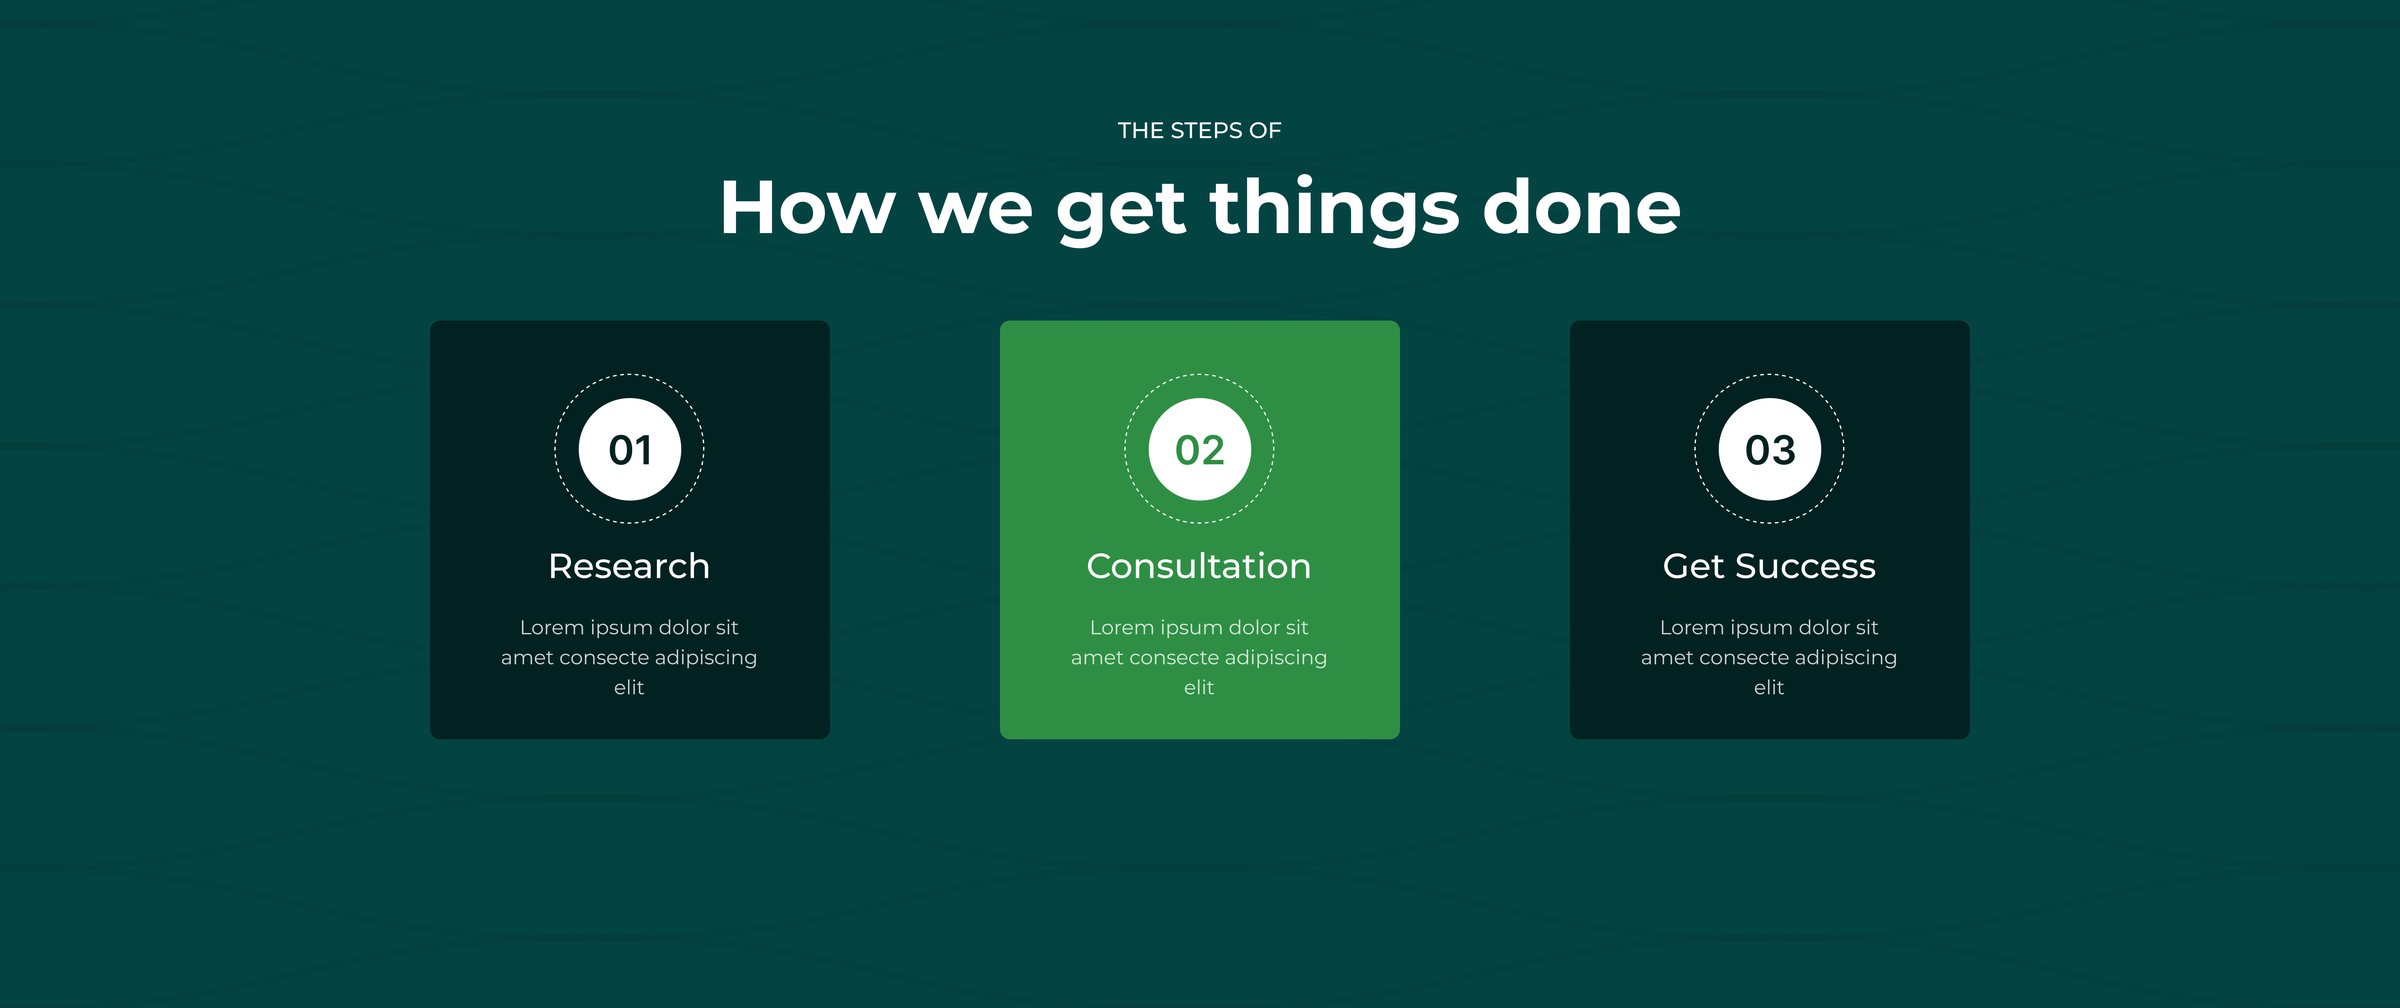 THE STEPS OF
How we get things done
01
Research
Lorem ipsum dolor sit
amet consecte adipiscing
elit
02
Consultation
Lorem ipsum dolor sit
amet consecte adipiscing
elit
03
Get Success
Lorem ipsum dolor sit
amet consecte adipiscing
elit